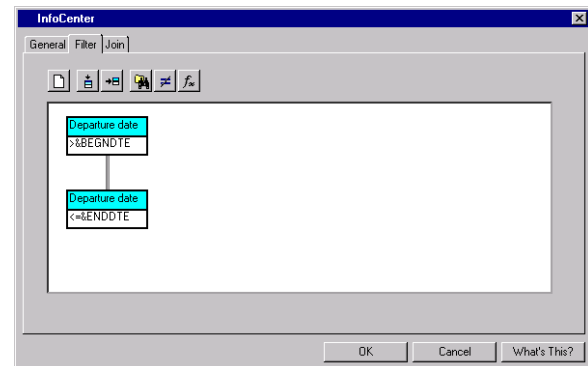 InfoCenter
General Filter Join
Departure date
>&BEGNDTE
Departure date
<=&ENDDTE
OK Cancel What's This?